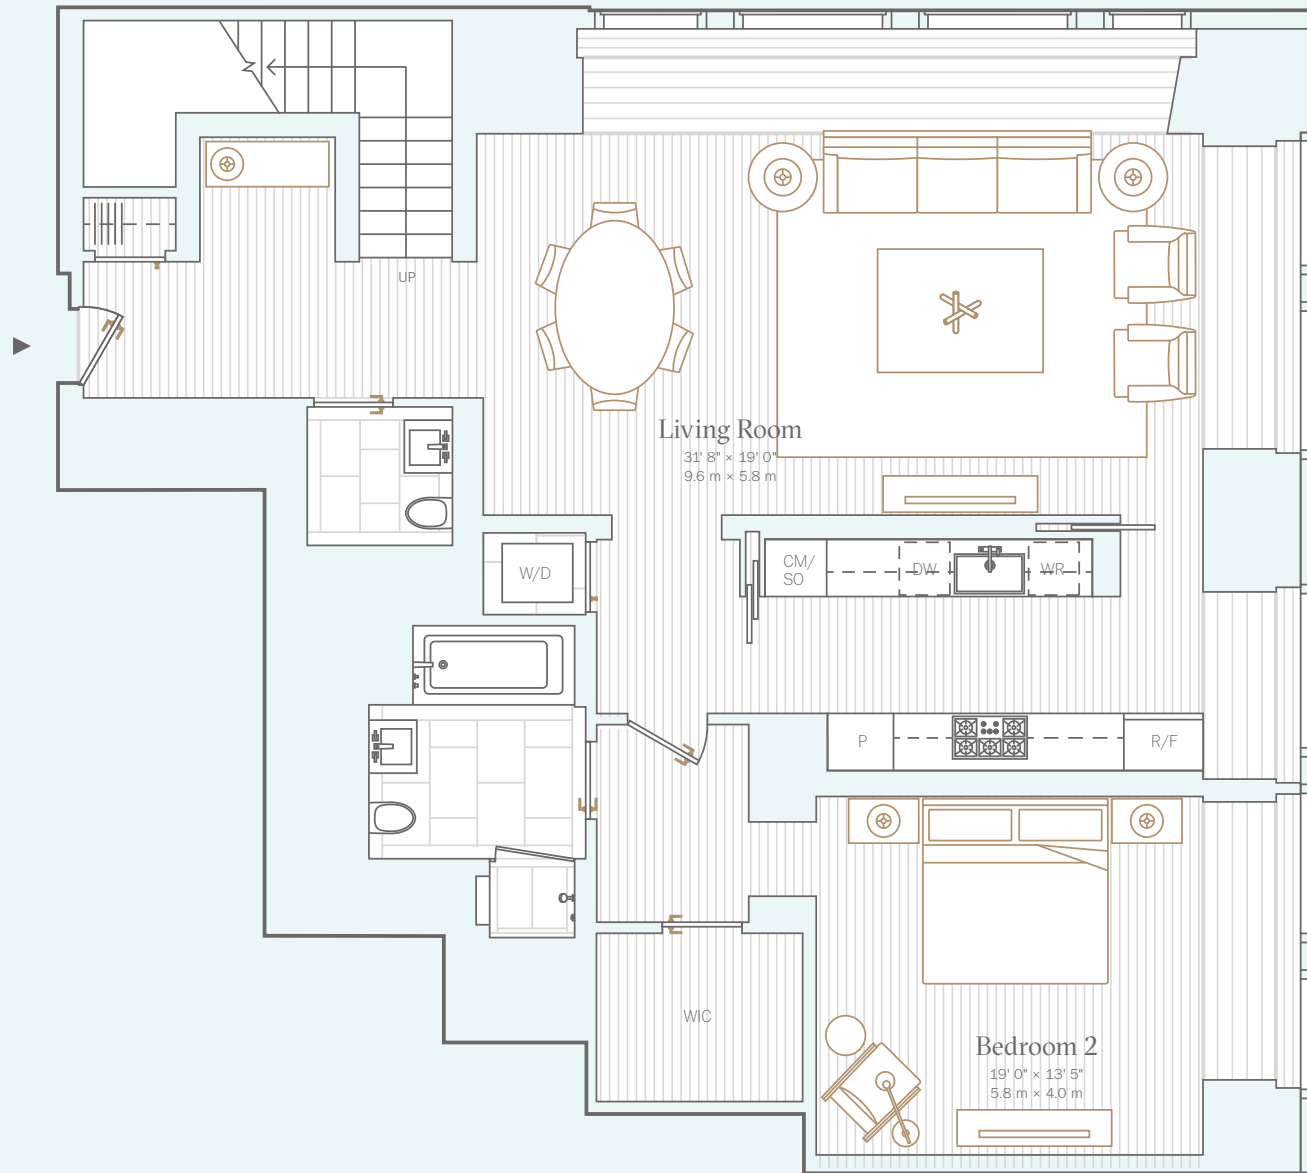 UP
Living Room
31' 8" × 19' 0"
9.6 m × 5.8 m
W/D
CM/
SO
DW
WR
P
R/F
WIC
Bedroom 2
19' 0" × 13' 5"
5.8 m × 4.0 m